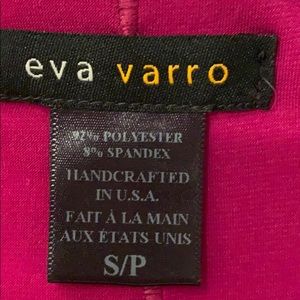 eva varro
92% POLYESTER
8% SPANDEX
HANDCRAFTED
IN U.S.A.
FAIT À LA MAIN
AUX ÉTATS UNIS
S/P